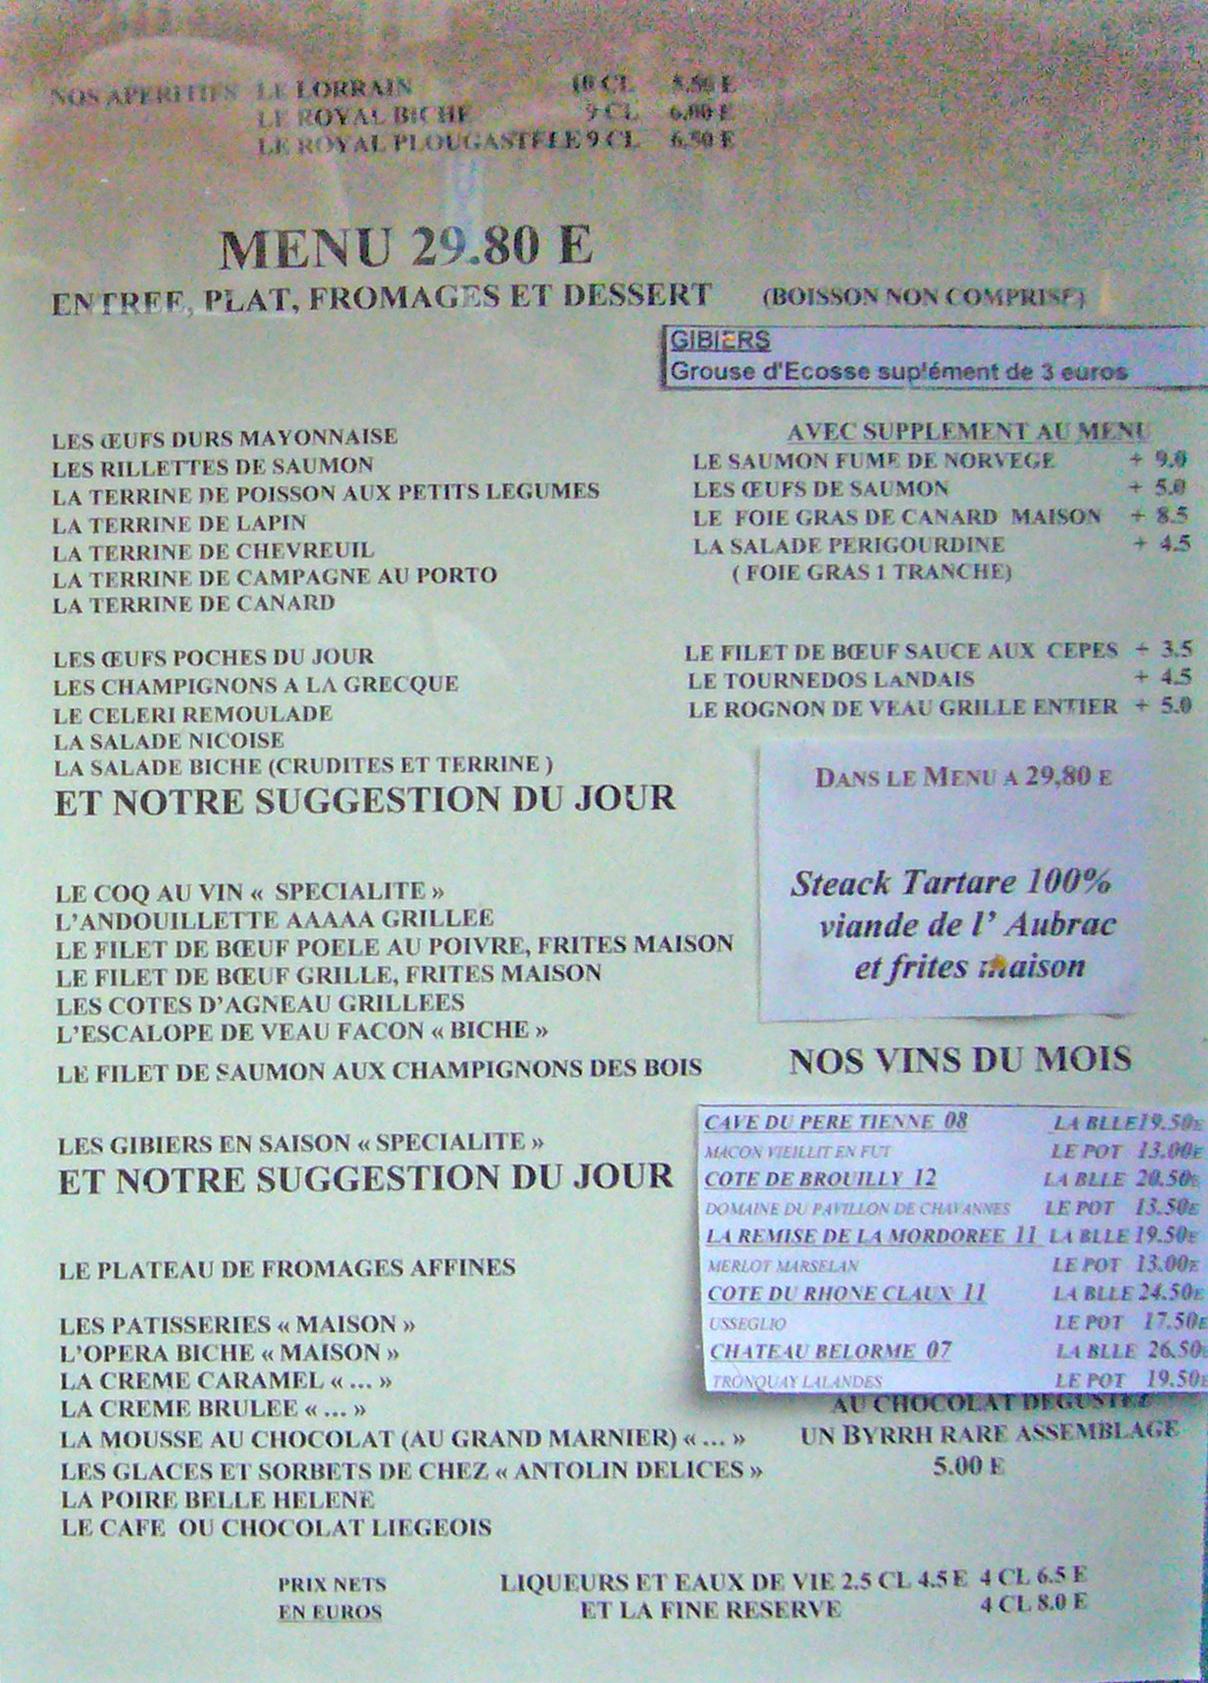 NOS APERITIFS LE LORRAIN 10 CL 5.50 E
LE ROYAL BICHE 9 CL 6.00 E
LE ROYAL PLOUGASTELE 9 CL 6.50 E
MENU 29.80 E
ENTREE, PLAT, FROMAGES ET DESSERT (BOISSON NON COMPRISE)
GIBIERS
Grouse d'Ecosse suplément de 3 euros
LES ŒUFS DURS MAYONNAISE
LES RILLETTES DE SAUMON
LA TERRINE DE POISSON AUX PETITS LEGUMES
LA TERRINE DE LAPIN
LA TERRINE DE CHEVREUIL
LA TERRINE DE CAMPAGNE AU PORTO
LA TERRINE DE CANARD
AVEC SUPPLEMENT AU MENU
LE SAUMON FUME DE NORVEGE + 9.0
LES ŒUFS DE SAUMON + 5.0
LE FOIE GRAS DE CANARD MAISON + 8.5
LA SALADE PERIGOURDINE + 4.5
( FOIE GRAS 1 TRANCHE)
LES ŒUFS POCHES DU JOUR
LES CHAMPIGNONS A LA GRECQUE
LE CELERI REMOULADE
LA SALADE NICOISE
LA SALADE BICHE (CRUDITES ET TERRINE )
ET NOTRE SUGGESTION DU JOUR
LE FILET DE BŒUF SAUCE AUX CEPES + 3.5
LE TOURNEDOS LANDAIS + 4.5
LE ROGNON DE VEAU GRILLE ENTIER + 5.0
DANS LE MENU A 29,80 E
Steack Tartare 100%
viande de l' Aubrac
et frites maison
LE COQ AU VIN « SPECIALITE »
L'ANDOUILLETTE AAAAA GRILLEE
LE FILET DE BŒUF POELE AU POIVRE, FRITES MAISON
LE FILET DE BŒUF GRILLE, FRITES MAISON
LES COTES D'AGNEAU GRILLEES
L'ESCALOPE DE VEAU FACON « BICHE »
LE FILET DE SAUMON AUX CHAMPIGNONS DES BOIS
LES GIBIERS EN SAISON « SPECIALITE »
ET NOTRE SUGGESTION DU JOUR
NOS VINS DU MOIS
CAVE DU PERE TIENNE 08 LA BLLE 19.50E
MACON VIEILLIT EN FUT LE POT 13.00E
COTE DE BROUILLY 12 LA BLLE 20.50E
DOMAINE DU PAVILLON DE CHAVANNES LE POT 13.50E
LA REMISE DE LA MORDOREE 11 LA BLLE 19.50E
MERLOT MARSELAN LE POT 13.00E
COTE DU RHONE CLAUX 11 LA BLLE 24.50E
USSEGLIO LE POT 17.50E
CHATEAU BELORME 07 LA BLLE 26.50E
TRONQUAY LALANDES LE POT 19.50E
LE PLATEAU DE FROMAGES AFFINES
LES PATISSERIES « MAISON »
L'OPERA BICHE « MAISON »
LA CREME CARAMEL « ... »
LA CREME BRULEE « ... »
LA MOUSSE AU CHOCOLAT (AU GRAND MARNIER) « ... »
LES GLACES ET SORBETS DE CHEZ « ANTOLIN DELICES »
LA POIRE BELLE HELENE
LE CAFE OU CHOCOLAT LIEGEOIS
AU CHOCOLAT DEGUSTEZ
UN BYRRH RARE ASSEMBLAGE
5.00 E
PRIX NETS
EN EUROS
LIQUEURS ET EAUX DE VIE 2.5 CL 4.5 E 4 CL 6.5 E
ET LA FINE RESERVE 4 CL 8.0 E